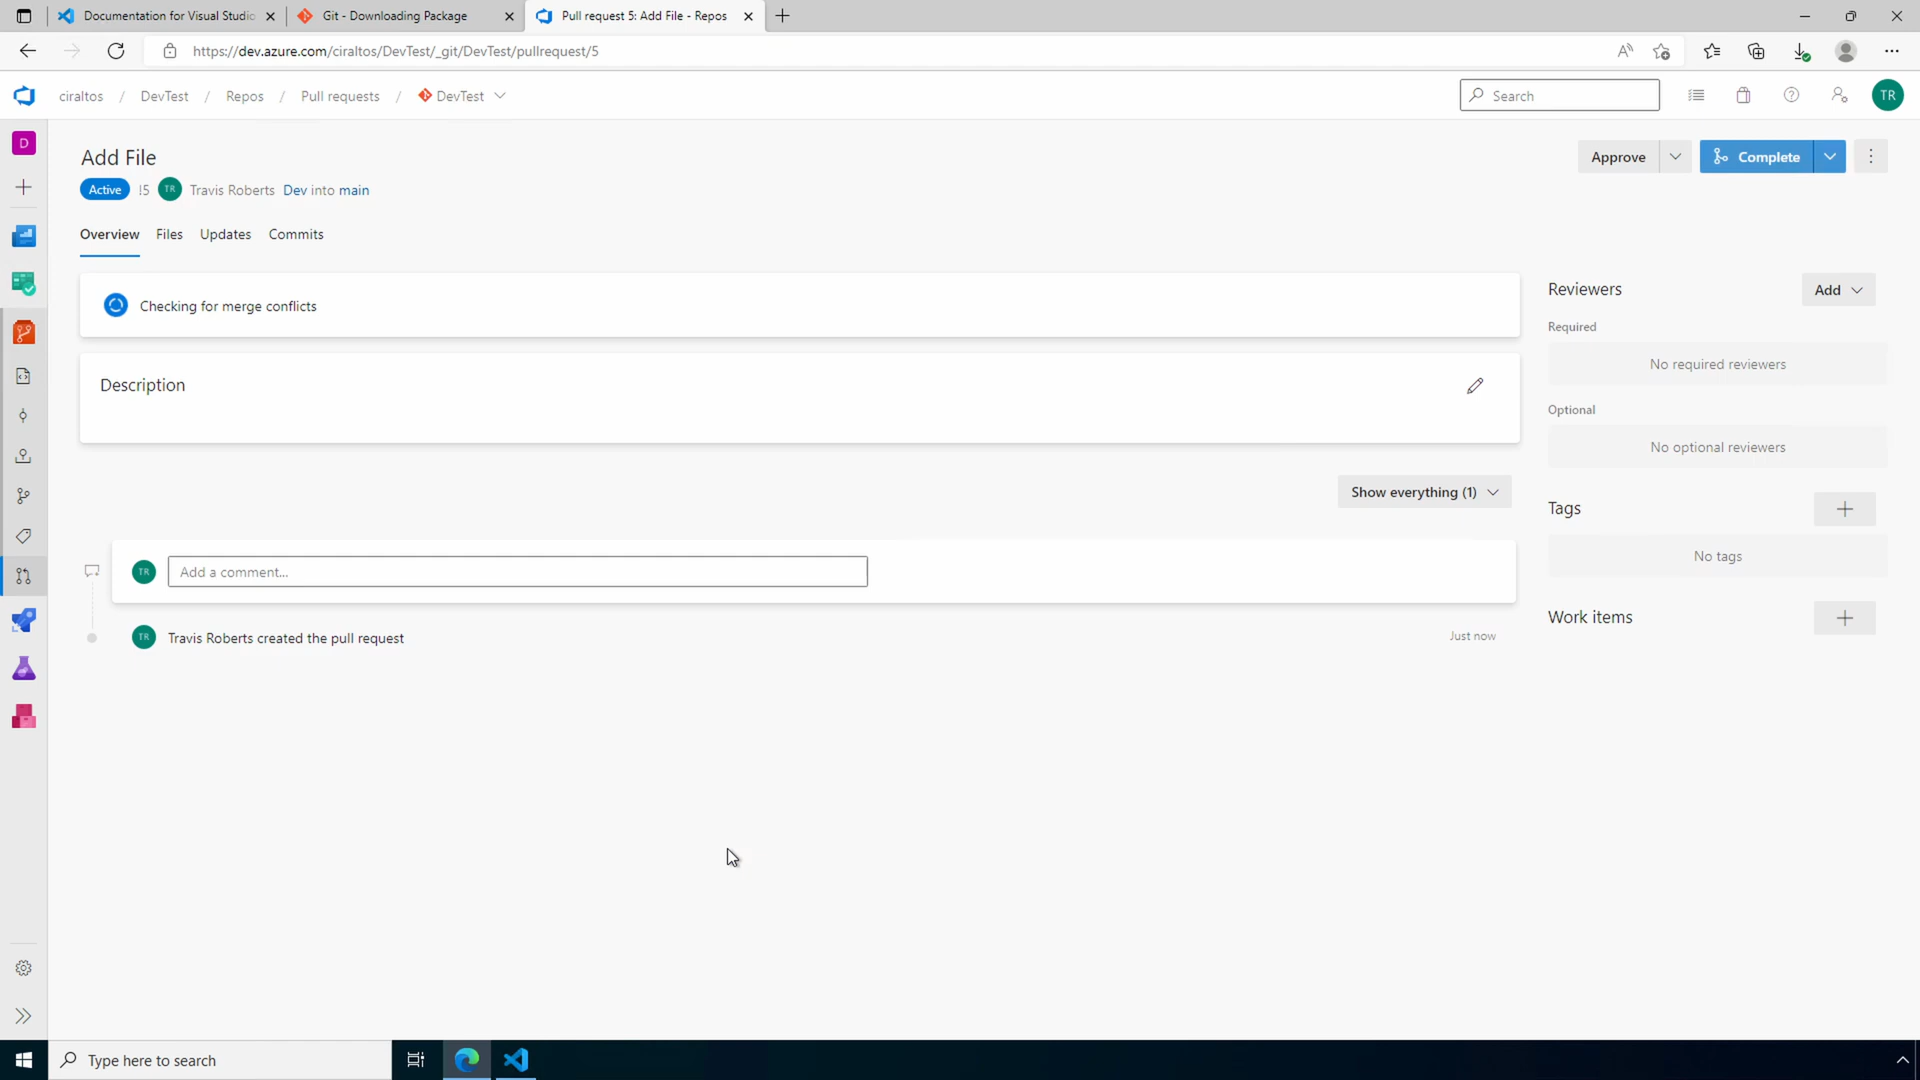 Documentation for Visual Studio
Git - Downloading Package
Pull request 5: Add File - Repos
https://dev.azure.com/ciraltos/DevTest/_git/DevTest/pullrequest/5
ciraltos / DevTest / Repos / Pull requests / DevTest
Search
TR
D
Add File
Approve
Complete
Active !5 TR Travis Roberts Dev into main
Overview Files Updates Commits
Checking for merge conflicts
Reviewers
Add
Required
No required reviewers
Description
Optional
No optional reviewers
Show everything (1)
Tags
No tags
TR Add a comment...
Work items
TR Travis Roberts created the pull request
Just now
Type here to search